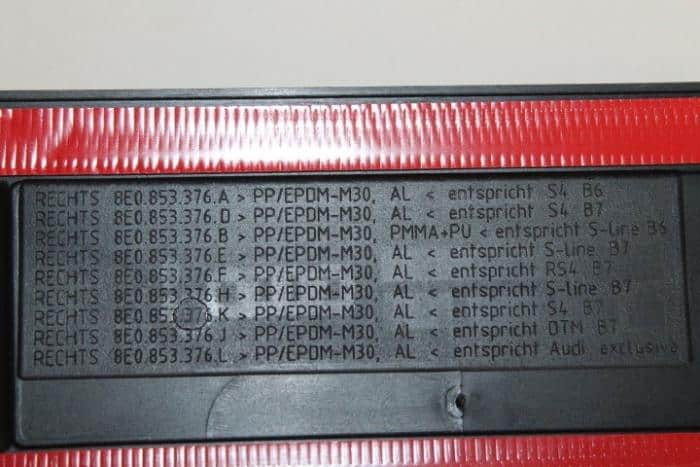 RECHTS 8E0.853.376.A > PP/EPDM-M30, AL < entspricht S4 B6
RECHTS 8E0.853.376.D > PP/EPDM-M30, AL < entspricht S4 B7
RECHTS 8E0.853.376.B > PP/EPDM-M30, PMMA+PU < entspricht S-line B6
RECHTS 8E0.853.376.E > PP/EPDM-M30, AL < entspricht S-line B7
RECHTS 8E0.853.376.F > PP/EPDM-M30, AL < entspricht RS4 B7
RECHTS 8E0.853.376.H > PP/EPDM-M30, AL < entspricht S-line B7
RECHTS 8E0.853.376.K > PP/EPDM-M30, AL < entspricht S4 B7
RECHTS 8E0.853.376.J > PP/EPDM-M30, AL < entspricht DTM B7
RECHTS 8E0.853.376.L > PP/EPDM-M30, AL < entspricht Audi exclusive